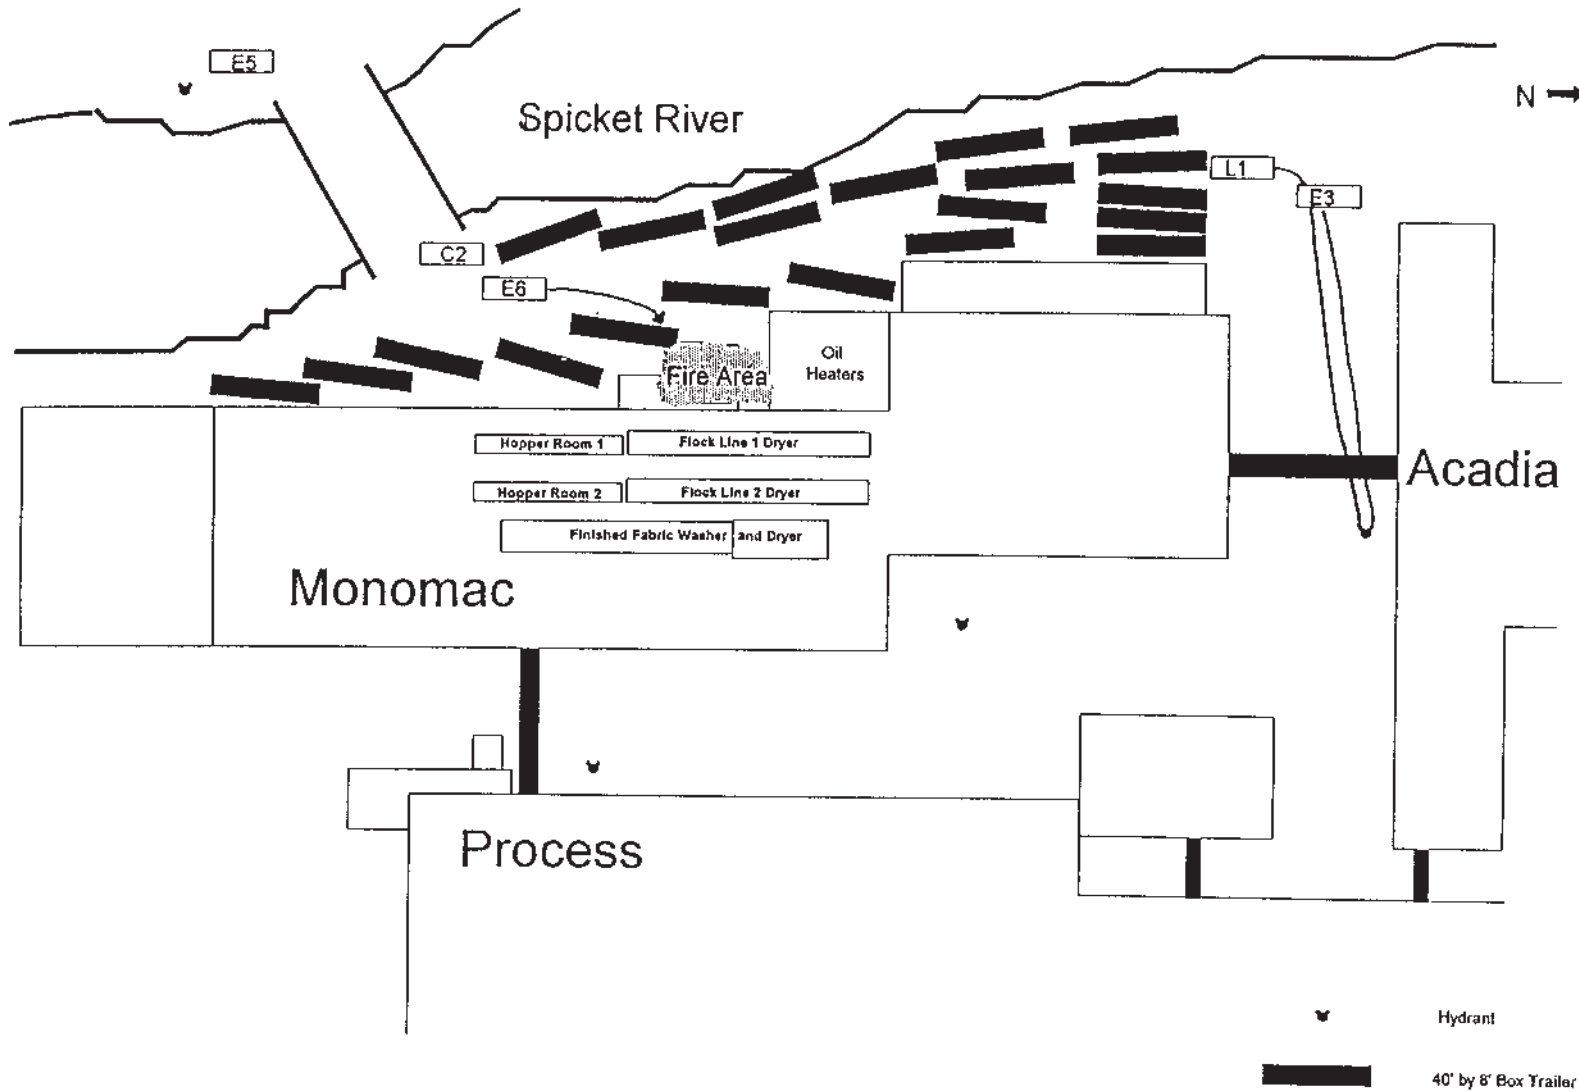 E5
N
Spicket River
L1
E3
C2
E6
Oil
Heaters
Fire Area
Hopper Room 1
Flock Line 1 Dryer
Acadia
Hopper Room 2
Flock Line 2 Dryer
Finished Fabric Washer and Dryer
Monomac
Process
Hydrant
40' by 8' Box Trailer